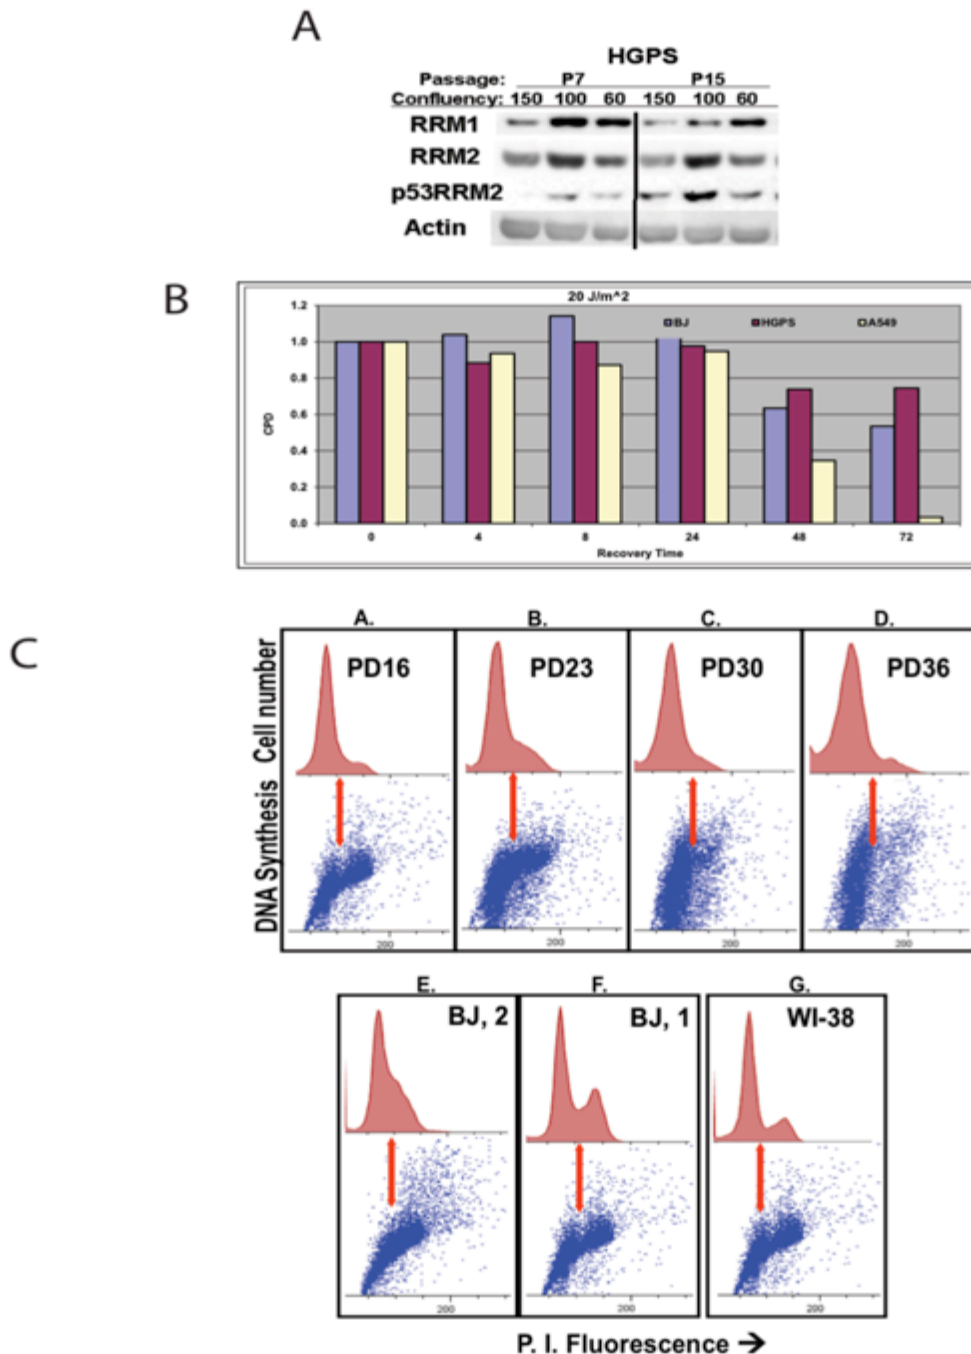 A
HGPS
Passage: P7 P15
Confluency: 150 100 60 150 100 60
RRM1
RRM2
p53RRM2
Actin
B
20 J/m^2
BJ HGPS A549
1.2
1.0
0.8
0.6
0.4
0.2
0.0
CPD
0 4 8 24 48 72
Recovery Time
C
A. B. C. D.
PD16 PD23 PD30 PD36
Cell number
DNA Synthesis
200 200 200 200
E. F. G.
BJ, 2 BJ, 1 WI-38
200 200 200
P. I. Fluorescence →